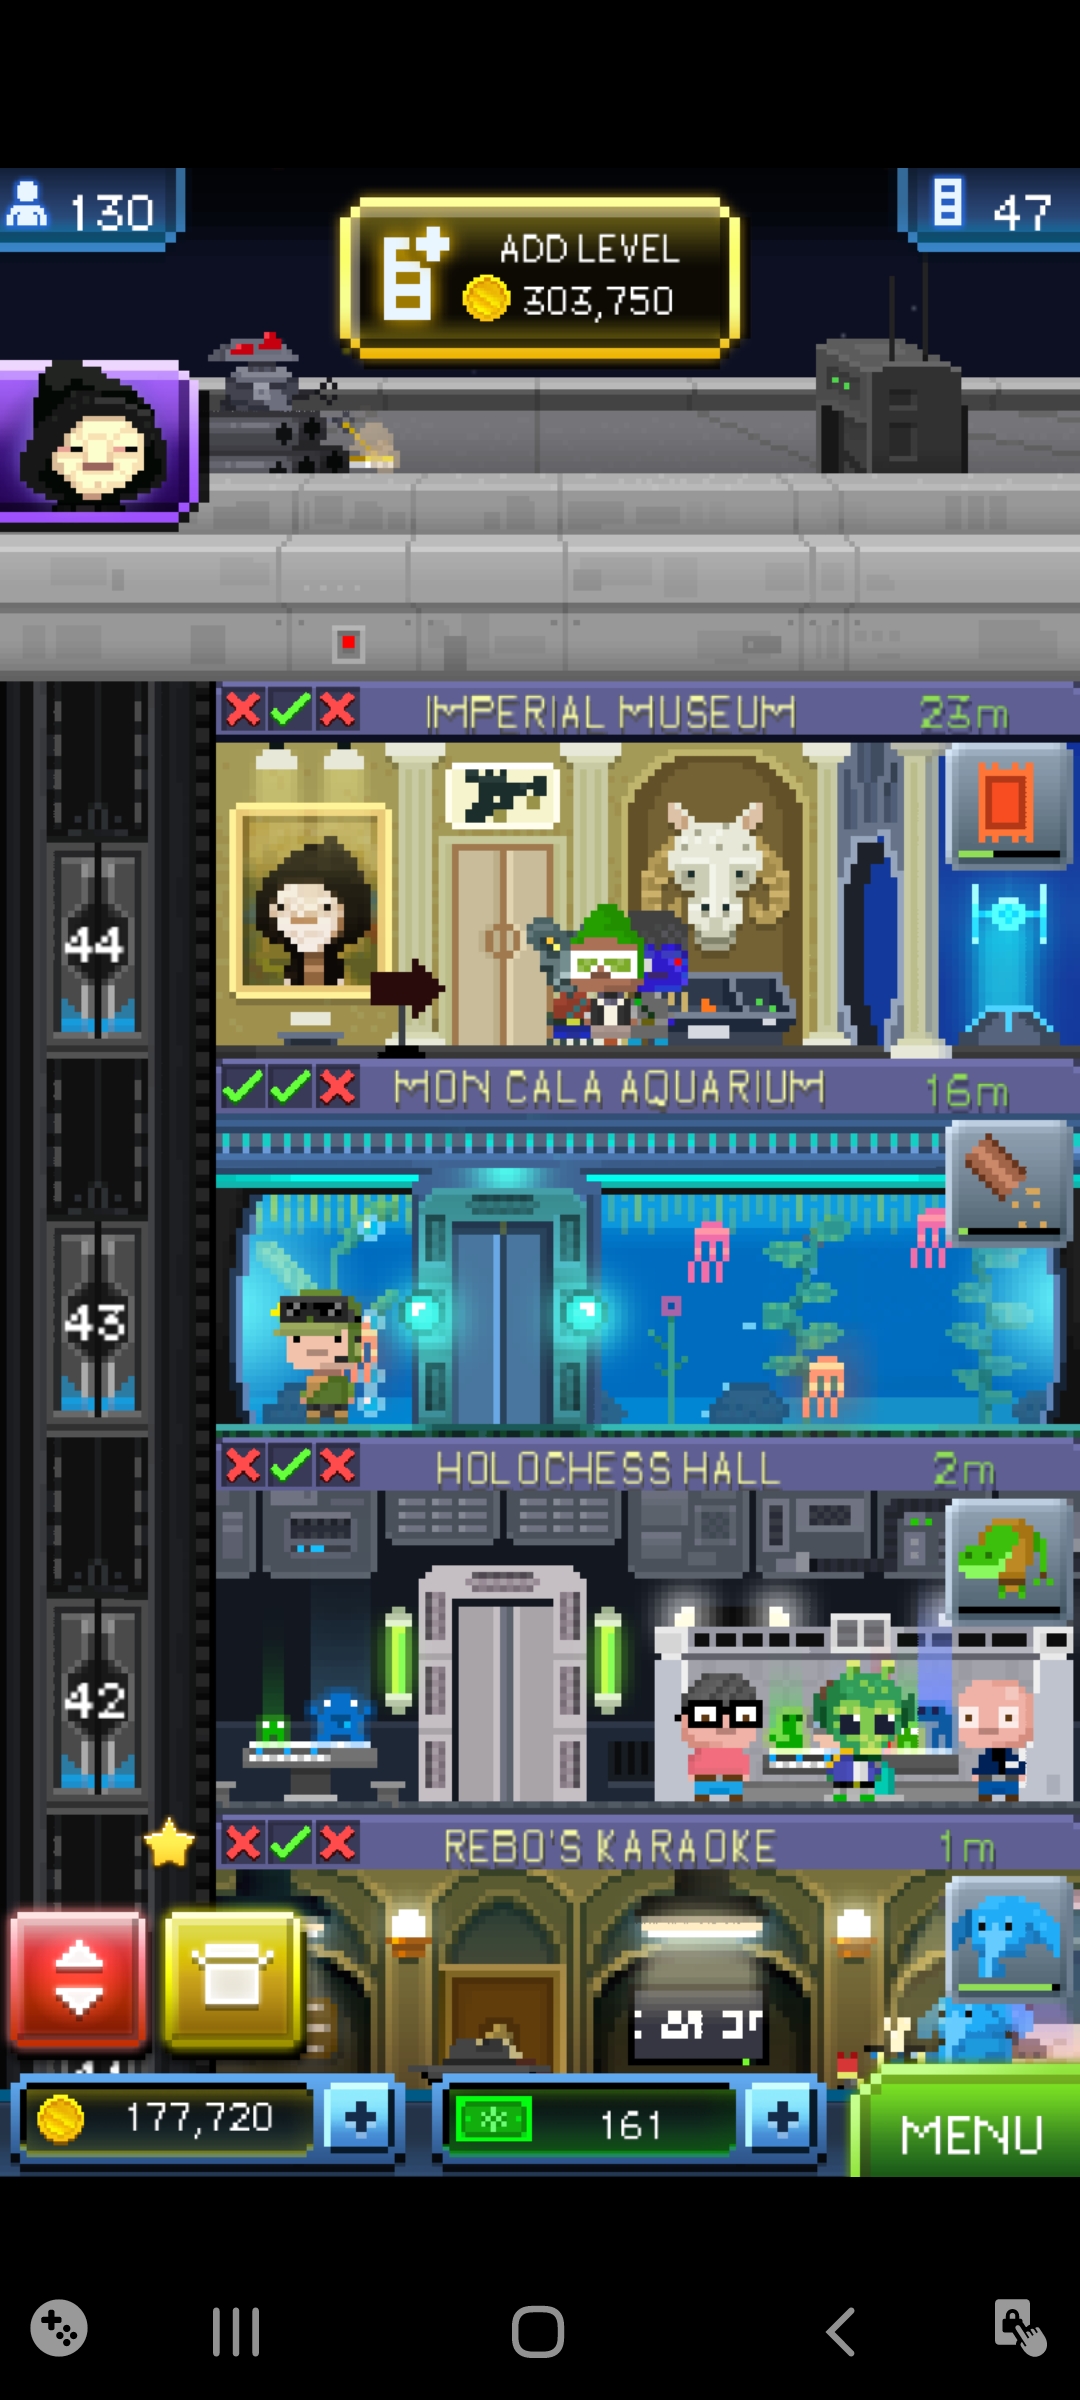 130
ADD LEVEL
303,750
47
IMPERIAL MUSEUM 23m
44
MON CALA AQUARIUM 16m
43
HOLOCHESS HALL 2m
42
REBO'S KARAOKE 1m
177,720
161
MENU